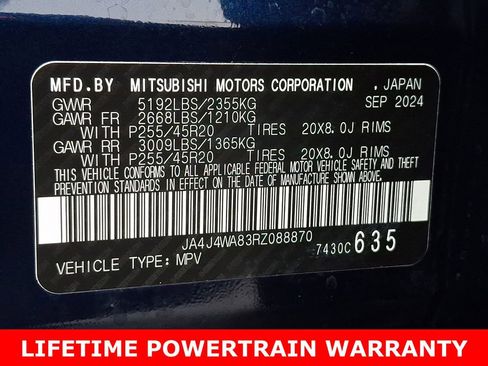 MFD.BY MITSUBISHI MOTORS CORPORATION , JAPAN
GVWR 5192LBS/2355KG SEP 2024
GAWR FR 2668LBS/1210KG
WITH P255/45R20 TIRES 20X8.0J RIMS
GAWR RR 3009LBS/1365KG
WITH P255/45R20 TIRES 20X8.0J RIMS
THIS VEHICLE CONFORMS TO ALL APPLICABLE FEDERAL MOTOR VEHICLE SAFETY AND
THEFT PREVENTION STANDARDS IN EFFECT ON THE DATE OF MANUFACTURE SHOWN ABOVE.
JA4J4WA83RZ088870
7430C 635
VEHICLE TYPE: MPV
LIFETIME POWERTRAIN WARRANTY